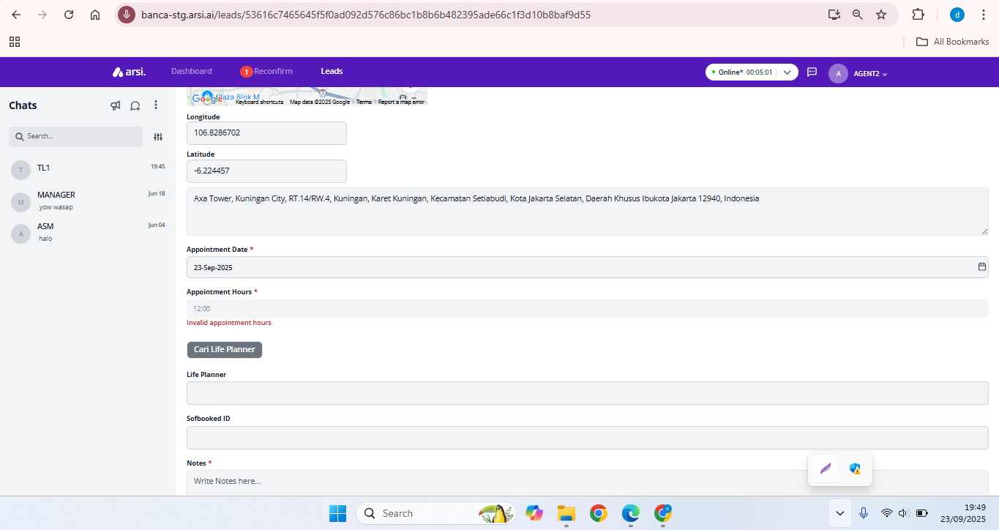 banca-stg.arsi.ai/leads/53616c7465645f5f0ad092d576c86bc1b8b6b482395ade66c1f3d10b8baf9d55
d
All Bookmarks
arsi.
Dashboard
1 Reconfirm
Leads
Online* 00:05:01
A AGENT2
Chats
Search...
T TL1 19:45
M MANAGER Jun 18
yow wasap
A ASM Jun 04
halo
Plaza Blok M
Google
Keyboard shortcuts Map data ©2025 Google Terms Report a map error
Longitude
106.8286702
Latitude
-6.224457
Axa Tower, Kuningan City, RT.14/RW.4, Kuningan, Karet Kuningan, Kecamatan Setiabudi, Kota Jakarta Selatan, Daerah Khusus Ibukota Jakarta 12940, Indonesia
Appointment Date *
23-Sep-2025
Appointment Hours *
12:00
Invalid appointment hours
Cari Life Planner
Life Planner
Sofbooked ID
Notes *
Write Notes here...
Search
19:49
23/09/2025